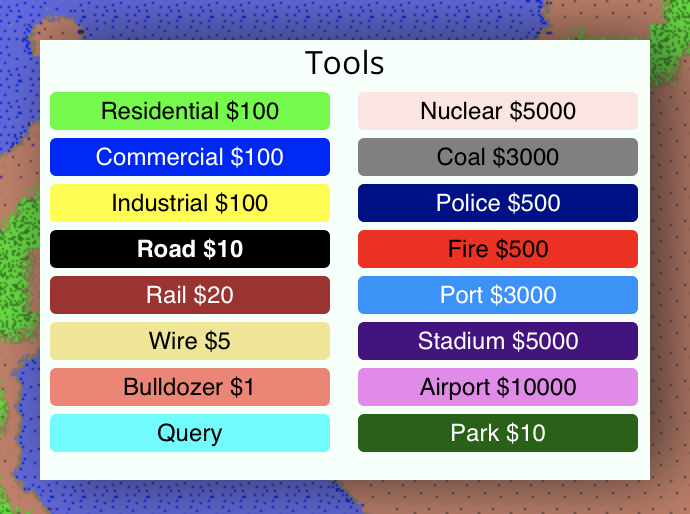 Tools
Residential $100
Nuclear $5000
Commercial $100
Coal $3000
Industrial $100
Police $500
Road $10
Fire $500
Rail $20
Port $3000
Wire $5
Stadium $5000
Bulldozer $1
Airport $10000
Query
Park $10